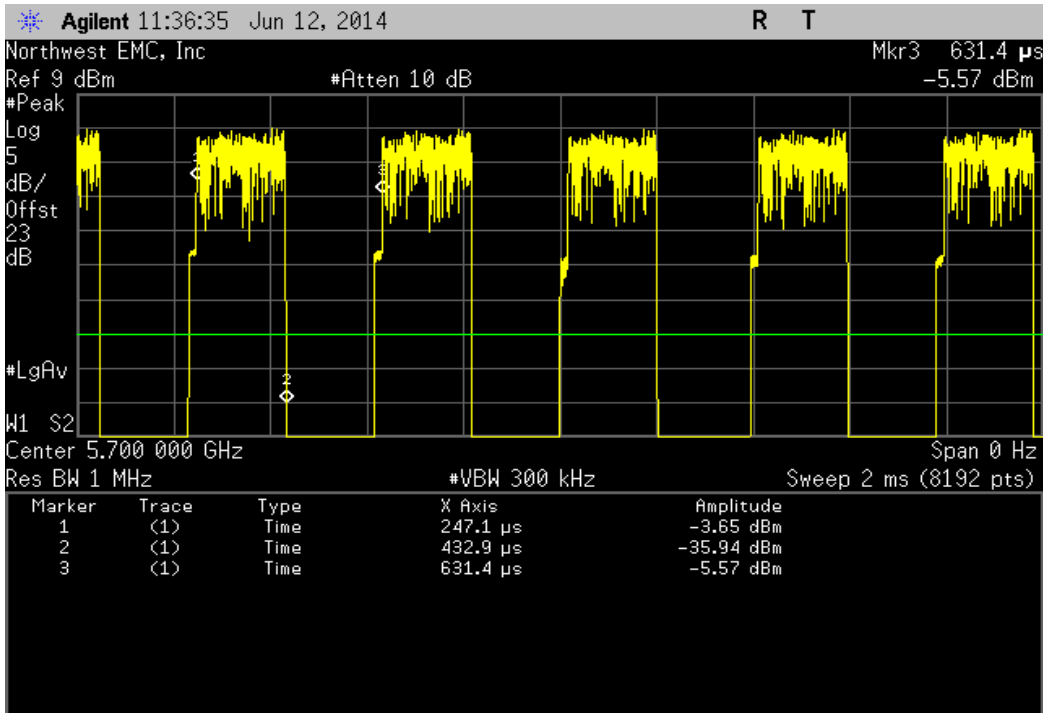 Agilent 11:36:35 Jun 12, 2014 R T
Northwest EMC, Inc Mkr3 631.4 µs
Ref 9 dBm #Atten 10 dB -5.57 dBm
#Peak
Log
5
dB/
Offst
23
dB
#LgAv
2
W1 S2
Center 5.700 000 GHz Span 0 Hz
Res BW 1 MHz #VBW 300 kHz Sweep 2 ms (8192 pts)
Marker Trace Type X Axis Amplitude
1 (1) Time 247.1 µs -3.65 dBm
2 (1) Time 432.9 µs -35.94 dBm
3 (1) Time 631.4 µs -5.57 dBm